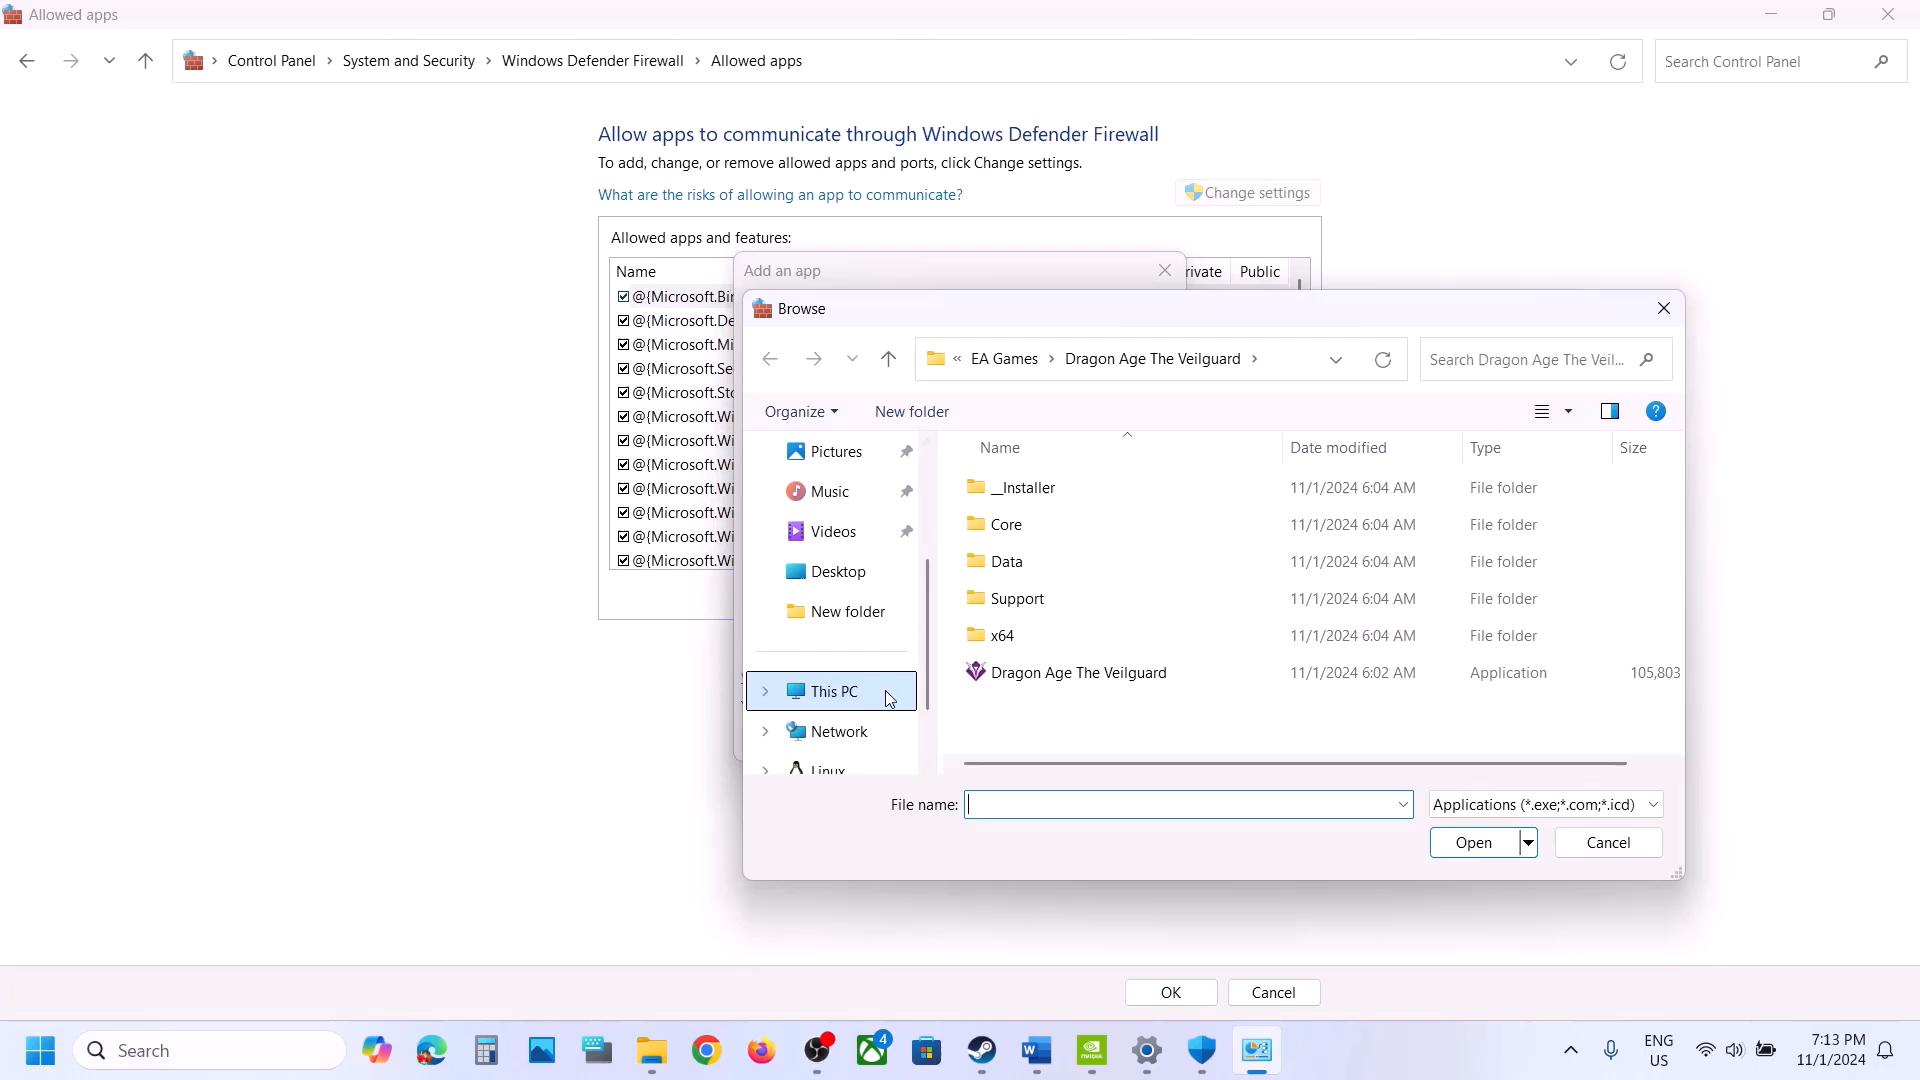 Allowed apps
Control Panel > System and Security > Windows Defender Firewall > Allowed apps
Search Control Panel
Allow apps to communicate through Windows Defender Firewall
To add, change, or remove allowed apps and ports, click Change settings.
What are the risks of allowing an app to communicate?
Change settings
Allowed apps and features:
Name
rivate Public
@{Microsoft.Bin
@{Microsoft.De
@{Microsoft.Mi
@{Microsoft.Se
@{Microsoft.Sto
@{Microsoft.Wi
@{Microsoft.Wi
@{Microsoft.Wi
@{Microsoft.Wi
@{Microsoft.Wi
@{Microsoft.Wi
@{Microsoft.Wi
Add an app
Browse
« EA Games > Dragon Age The Veilguard >
Search Dragon Age The Veil...
Organize New folder
Pictures
Music
Videos
Desktop
New folder
This PC
Network
Linux
Name Date modified Type Size
__Installer 11/1/2024 6:04 AM File folder
Core 11/1/2024 6:04 AM File folder
Data 11/1/2024 6:04 AM File folder
Support 11/1/2024 6:04 AM File folder
x64 11/1/2024 6:04 AM File folder
Dragon Age The Veilguard 11/1/2024 6:02 AM Application 105,803
File name:
Applications (*.exe;*.com;*.icd)
Open Cancel
OK Cancel
Search
4
ENG
US
7:13 PM
11/1/2024